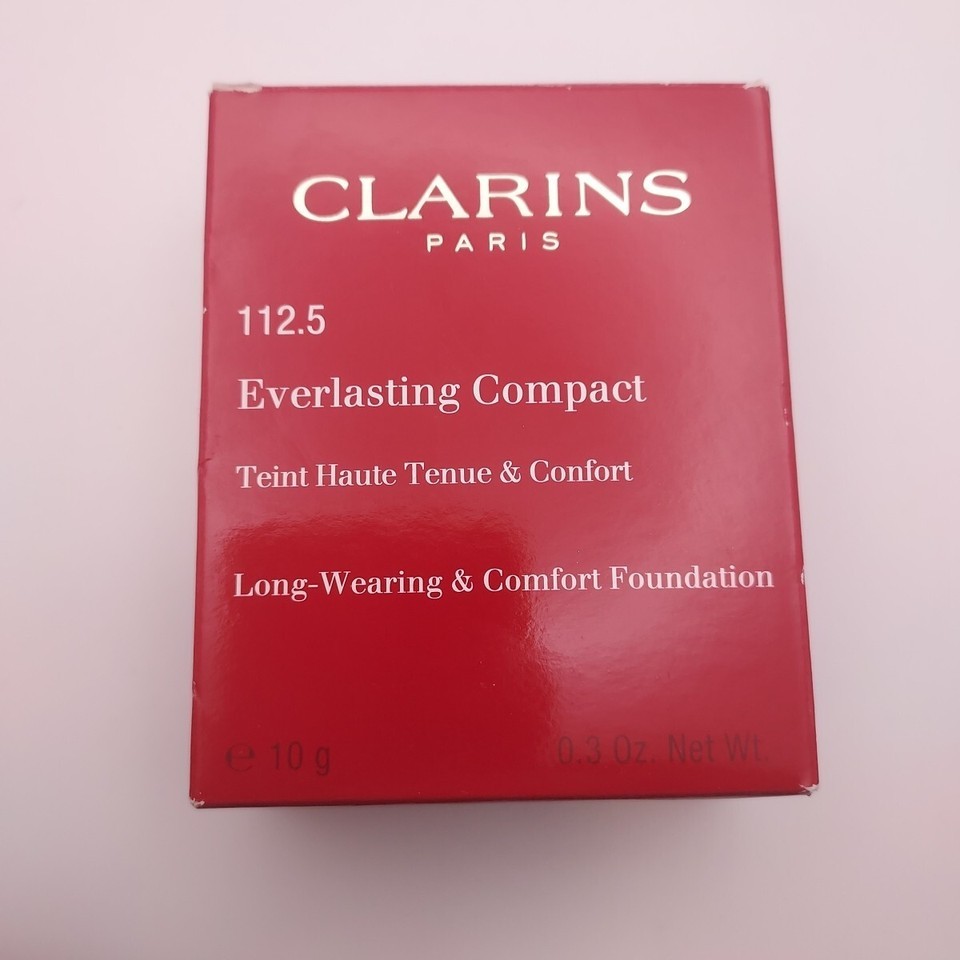 CLARINS
PARIS
112.5
Everlasting Compact
Teint Haute Tenue & Confort
Long-Wearing & Comfort Foundation
℮ 10 g 0.3 Oz. Net Wt.